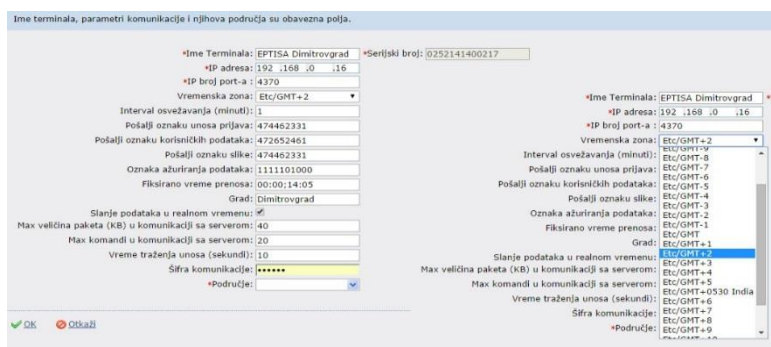 Ime terminala, parametri komunikacije i njihova područja su obavezna polja.
*Ime Terminala: EPTISA Dimitrovgrad *Serijski broj: 0252141400217
*IP adresa: 192 .168 .0 .16
*IP broj port-a : 4370
Vremenska zona: Etc/GMT+2
Interval osvežavanja (minuti): 1
Pošalji oznaku unosa prijava: 474462331
Pošalji oznaku korisničkih podataka: 472652461
Pošalji oznaku slike: 474462331
Oznaka ažuriranja podataka: 1111101000
Fiksirano vreme prenosa: 00:00;14:05
Grad: Dimitrovgrad
Slanje podataka u realnom vremenu:
Max veličina paketa (KB) u komunikaciji sa serverom: 40
Max komandi u komunikaciji sa serverom: 20
Vreme traženja unosa (sekundi): 10
Šifra komunikacije: ••••••
*Područje:
OK Otkaži
*Ime Terminala: EPTISA Dimitrovgrad *
*IP adresa: 192 .168 .0 .16
*IP broj port-a : 4370
Vremenska zona: Etc/GMT+2
Interval osvežavanja (minuti):
Pošalji oznaku unosa prijava:
Pošalji oznaku korisničkih podataka:
Pošalji oznaku slike:
Oznaka ažuriranja podataka:
Fiksirano vreme prenosa:
Grad:
Slanje podataka u realnom vremenu:
Max veličina paketa (KB) u komunikaciji sa serverom:
Max komandi u komunikaciji sa serverom:
Vreme traženja unosa (sekundi):
Šifra komunikacije:
*Područje:
Etc/GMT-9
Etc/GMT-8
Etc/GMT-7
Etc/GMT-6
Etc/GMT-5
Etc/GMT-4
Etc/GMT-3
Etc/GMT-2
Etc/GMT-1
Etc/GMT
Etc/GMT+1
Etc/GMT+2
Etc/GMT+3
Etc/GMT+4
Etc/GMT+5
Etc/GMT+0530 India
Etc/GMT+6
Etc/GMT+7
Etc/GMT+8
Etc/GMT+9